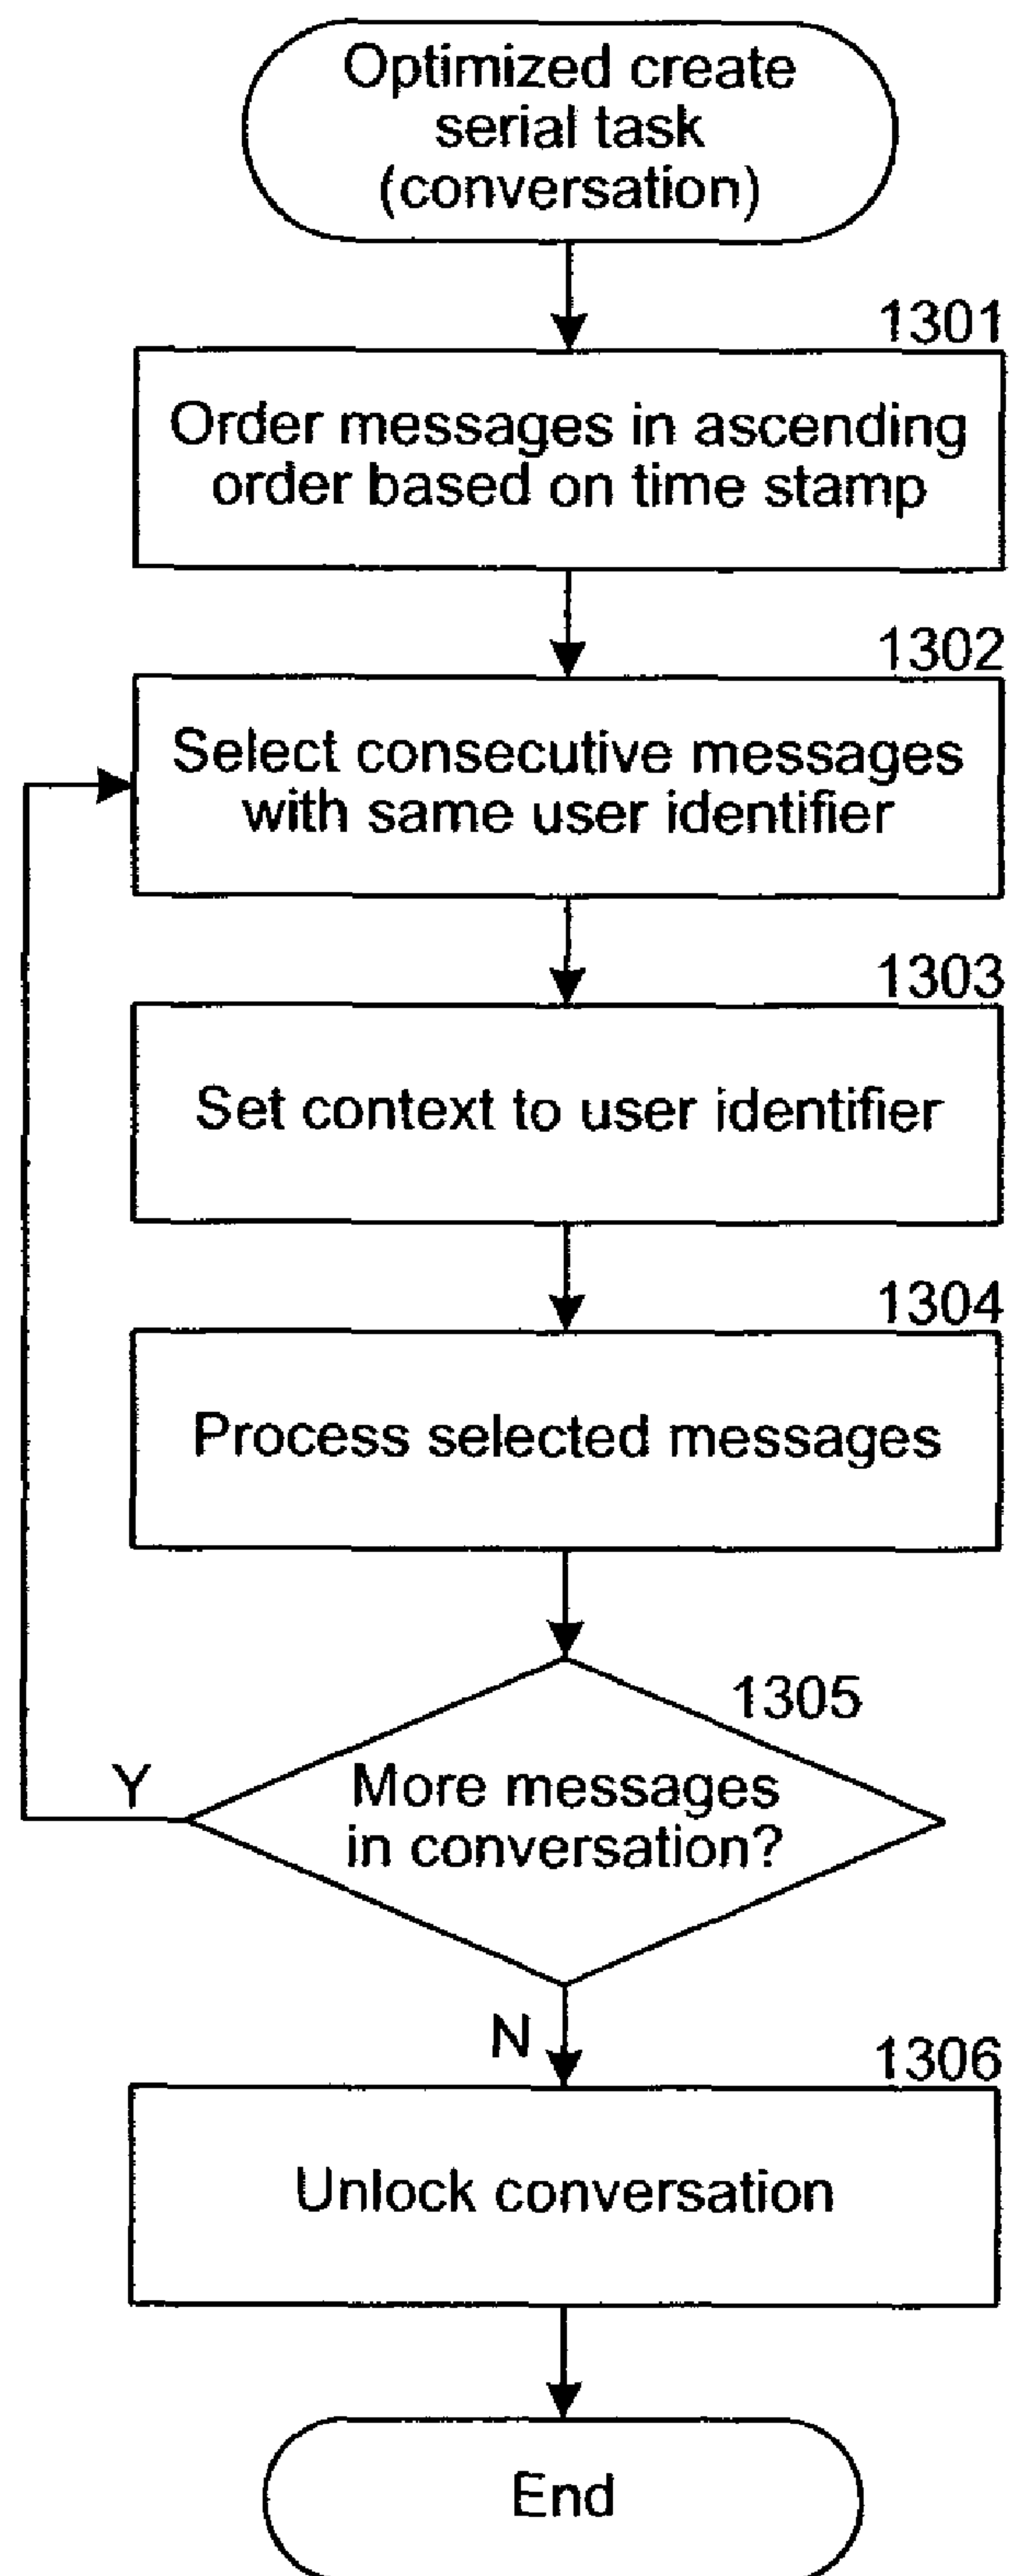 Optimized create
serial task
(conversation)
1301
Order messages in ascending
order based on time stamp
1302
Select consecutive messages
with same user identifier
1303
Set context to user identifier
1304
Process selected messages
1305
More messages
in conversation?
Y
N
1306
Unlock conversation
End